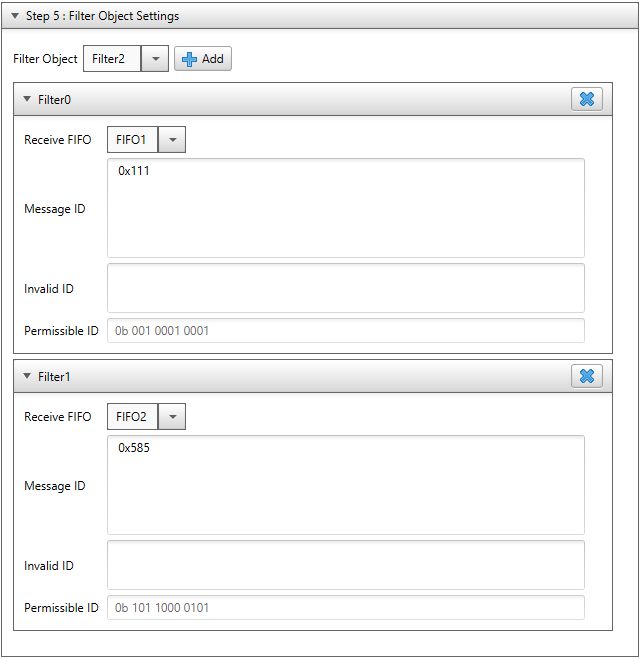 Step 5 : Filter Object Settings
Filter Object Filter2 Add
Filter0
Receive FIFO FIFO1
0x111
Message ID
Invalid ID
Permissible ID 0b 001 0001 0001
Filter1
Receive FIFO FIFO2
0x585
Message ID
Invalid ID
Permissible ID 0b 101 1000 0101